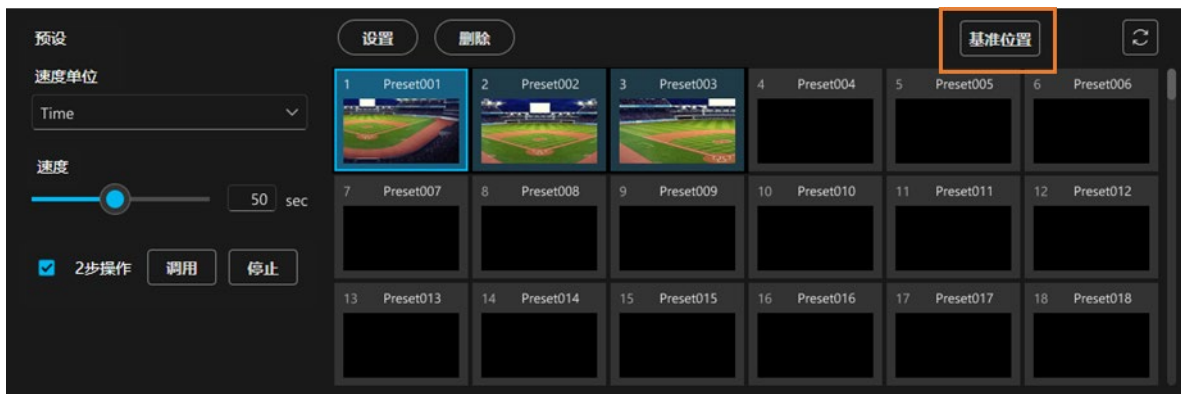 预设
设置 删除 基准位置
速度单位
Time
速度
50 sec
2步操作 调用 停止
1 Preset001 2 Preset002 3 Preset003 4 Preset004 5 Preset005 6 Preset006
7 Preset007 8 Preset008 9 Preset009 10 Preset010 11 Preset011 12 Preset012
13 Preset013 14 Preset014 15 Preset015 16 Preset016 17 Preset017 18 Preset018